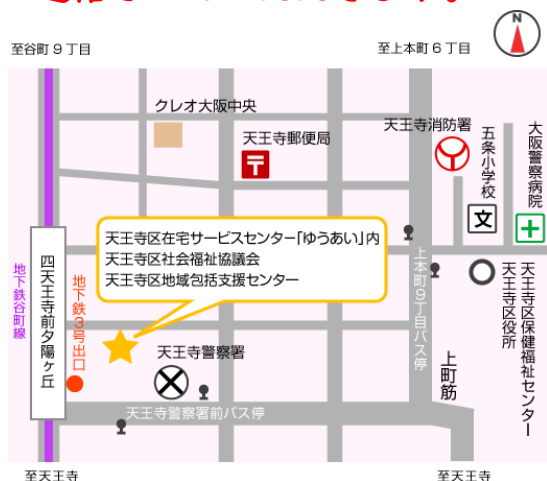 N
至谷町9丁目
至上本町6丁目
クレオ大阪中央
天王寺郵便局
天王寺消防署
五条小学校
大阪警察病院
文
天王寺区在宅サービスセンター「ゆうあい」内
天王寺区社会福祉協議会
天王寺区地域包括支援センター
地下鉄谷町線
四天王寺前夕陽ヶ丘
地下鉄3号出口
上本町9丁目バス停
天王寺区保健福祉センター
天王寺区役所
天王寺警察署
上町筋
天王寺警察署前バス停
至天王寺
至天王寺